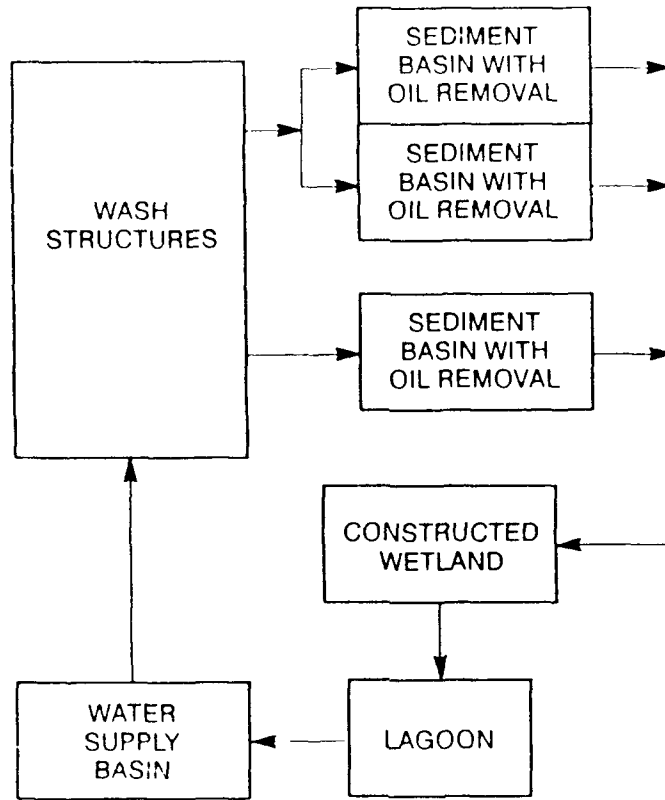 SEDIMENT
BASIN WITH
OIL REMOVAL
SEDIMENT
BASIN WITH
OIL REMOVAL
WASH
STRUCTURES
SEDIMENT
BASIN WITH
OIL REMOVAL
CONSTRUCTED
WETLAND
WATER
SUPPLY
BASIN
LAGOON